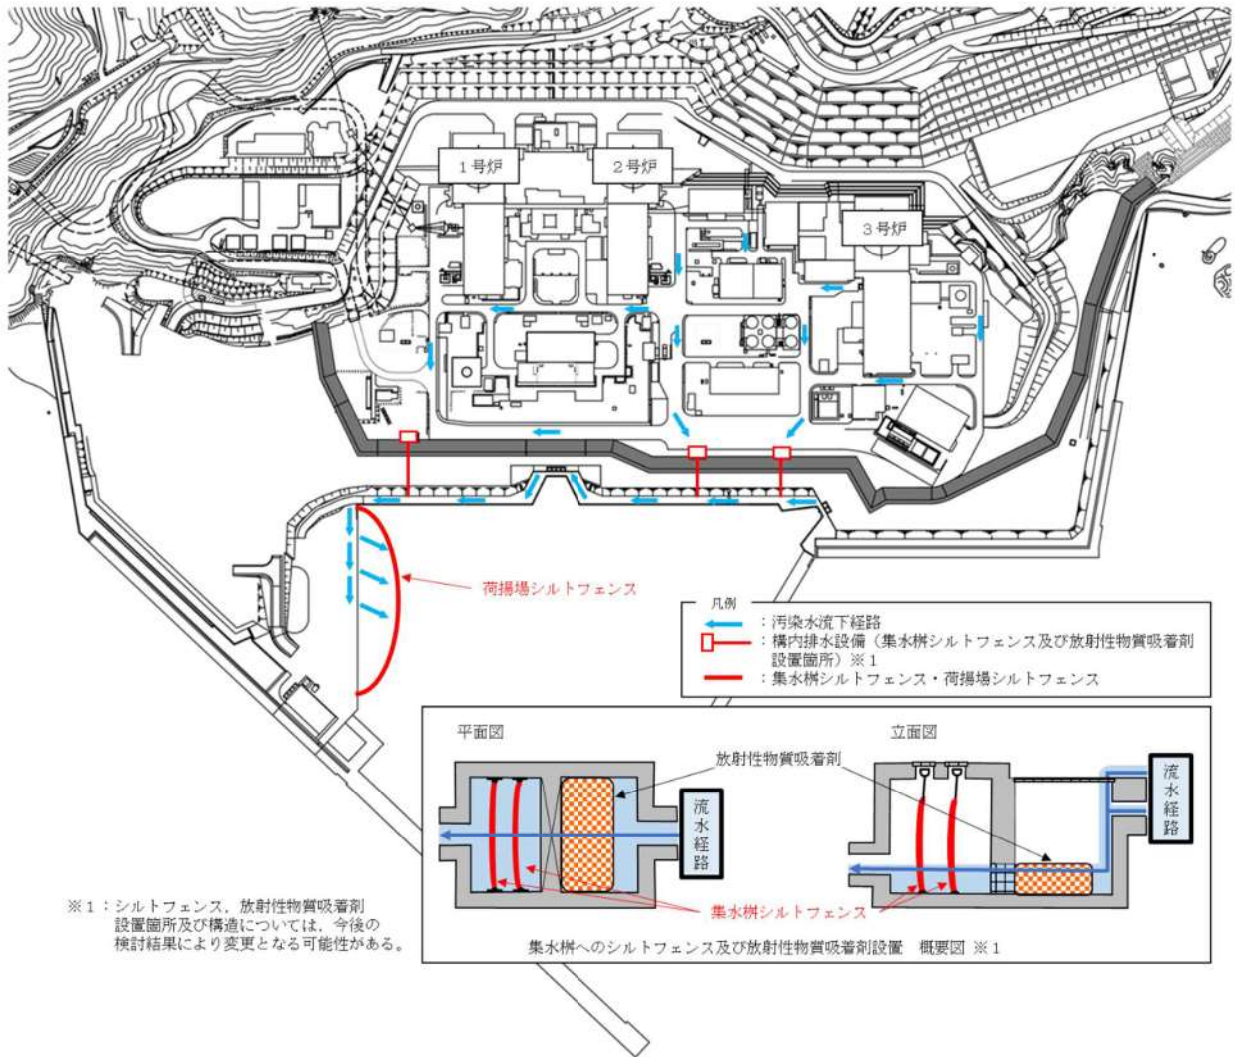 1号炉
2号炉
3号炉
荷揚場シルトフェンス
凡例
：汚染水流下経路
：構内排水設備（集水桝シルトフェンス及び放射性物質吸着剤
設置箇所）※1
：集水桝シルトフェンス・荷揚場シルトフェンス
平面図
立面図
放射性物質吸着剤
流水経路
流水経路
集水桝シルトフェンス
集水桝へのシルトフェンス及び放射性物質吸着剤設置　概要図 ※1
※1：シルトフェンス，放射性物質吸着剤
設置箇所及び構造については，今後の
検討結果により変更となる可能性がある。